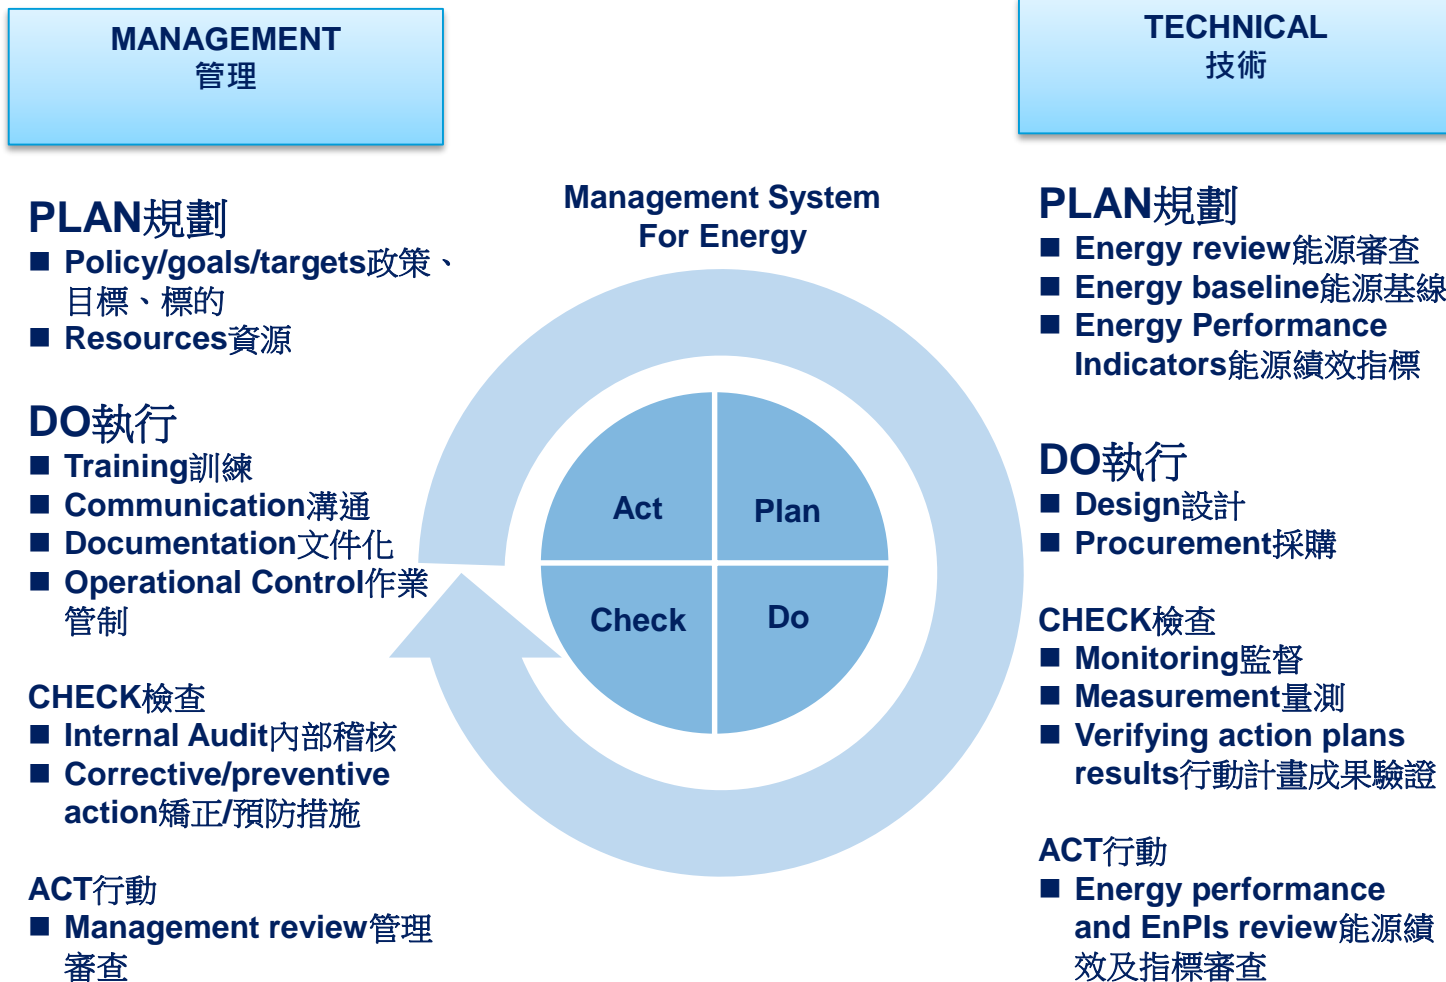 MANAGEMENT
管理
PLAN規劃
■ Policy/goals/targets政策、
目標、標的
■ Resources資源
DO執行
■ Training訓練
■ Communication溝通
■ Documentation文件化
■ Operational Control作業
管制
CHECK檢查
■ Internal Audit內部稽核
■ Corrective/preventive
action矯正/預防措施
ACT行動
■ Management review管理
審查
Management System
For Energy
Act
Plan
Check
Do
TECHNICAL
技術
PLAN規劃
■ Energy review能源審查
■ Energy baseline能源基線
■ Energy Performance
Indicators能源績效指標
DO執行
■ Design設計
■ Procurement採購
CHECK檢查
■ Monitoring監督
■ Measurement量測
■ Verifying action plans
results行動計畫成果驗證
ACT行動
■ Energy performance
and EnPIs review能源績
效及指標審查